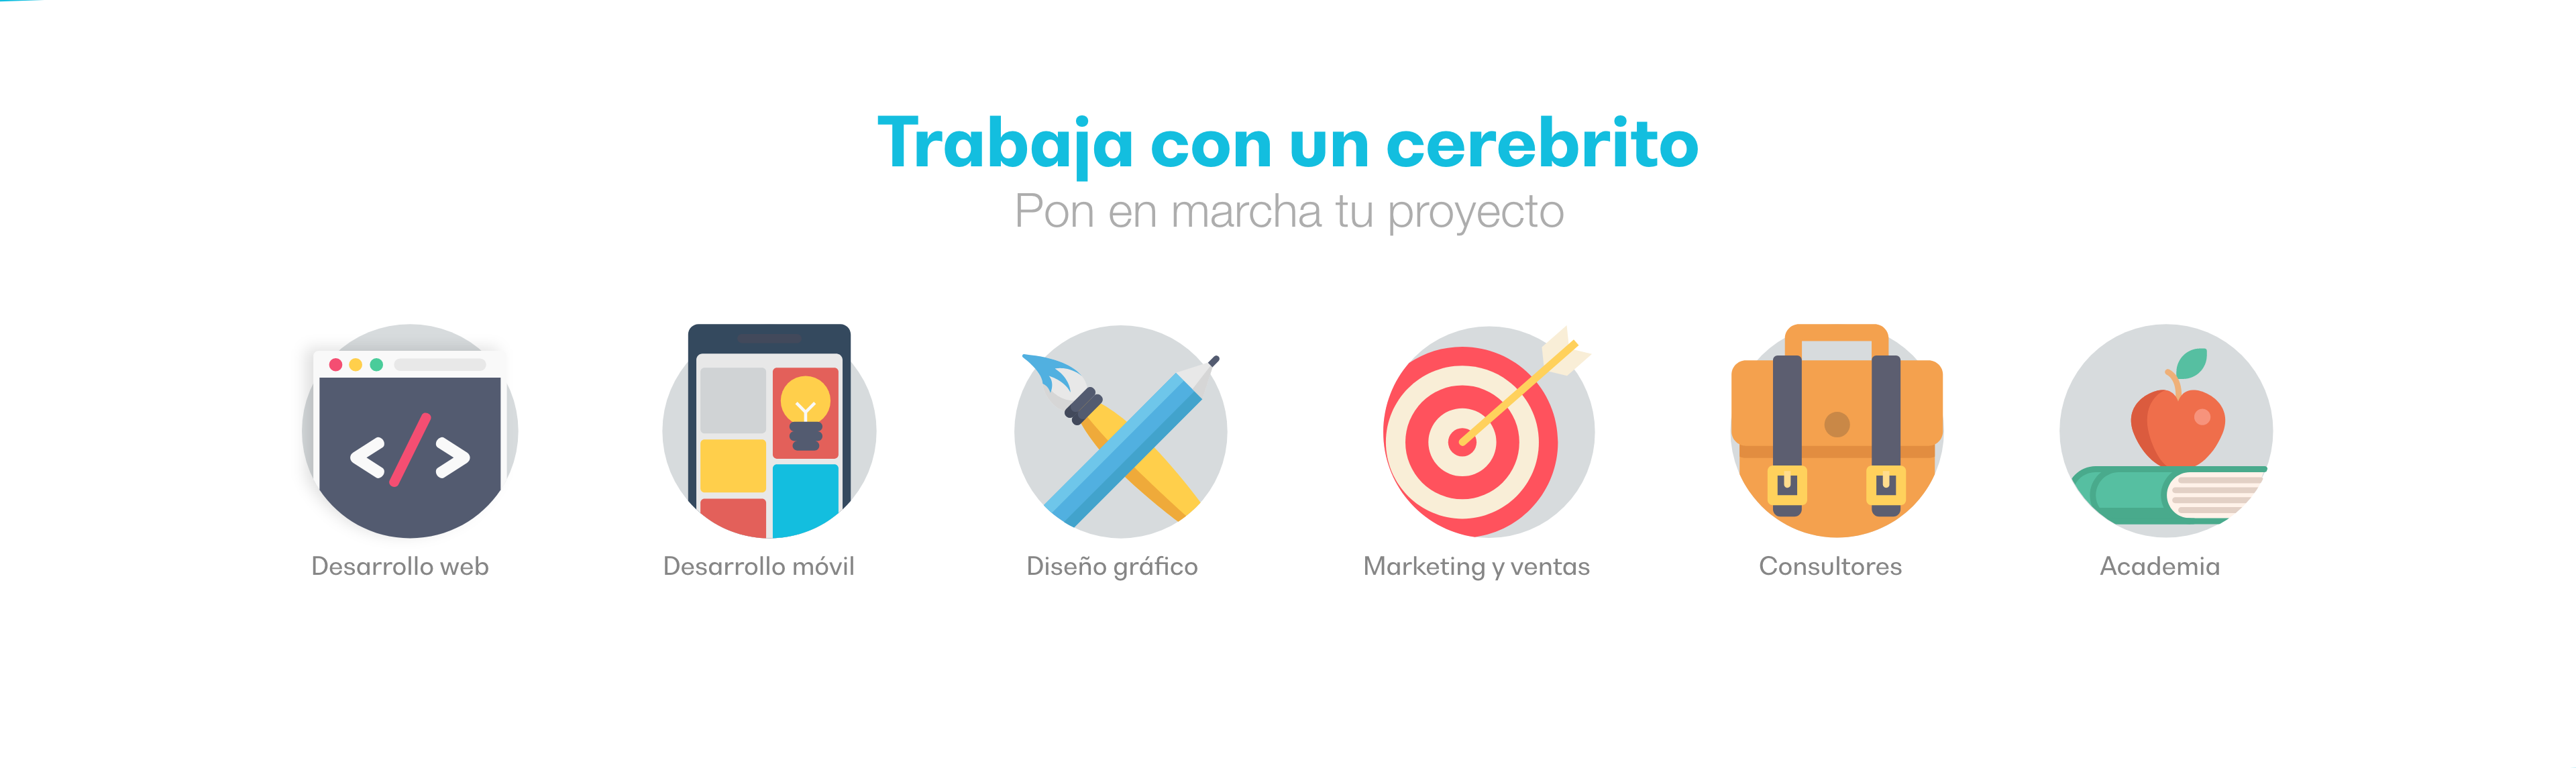 Trabaja con un cerebrito
Pon en marcha tu proyecto
Desarrollo web
Desarrollo móvil
Diseño gráfico
Marketing y ventas
Consultores
Academia